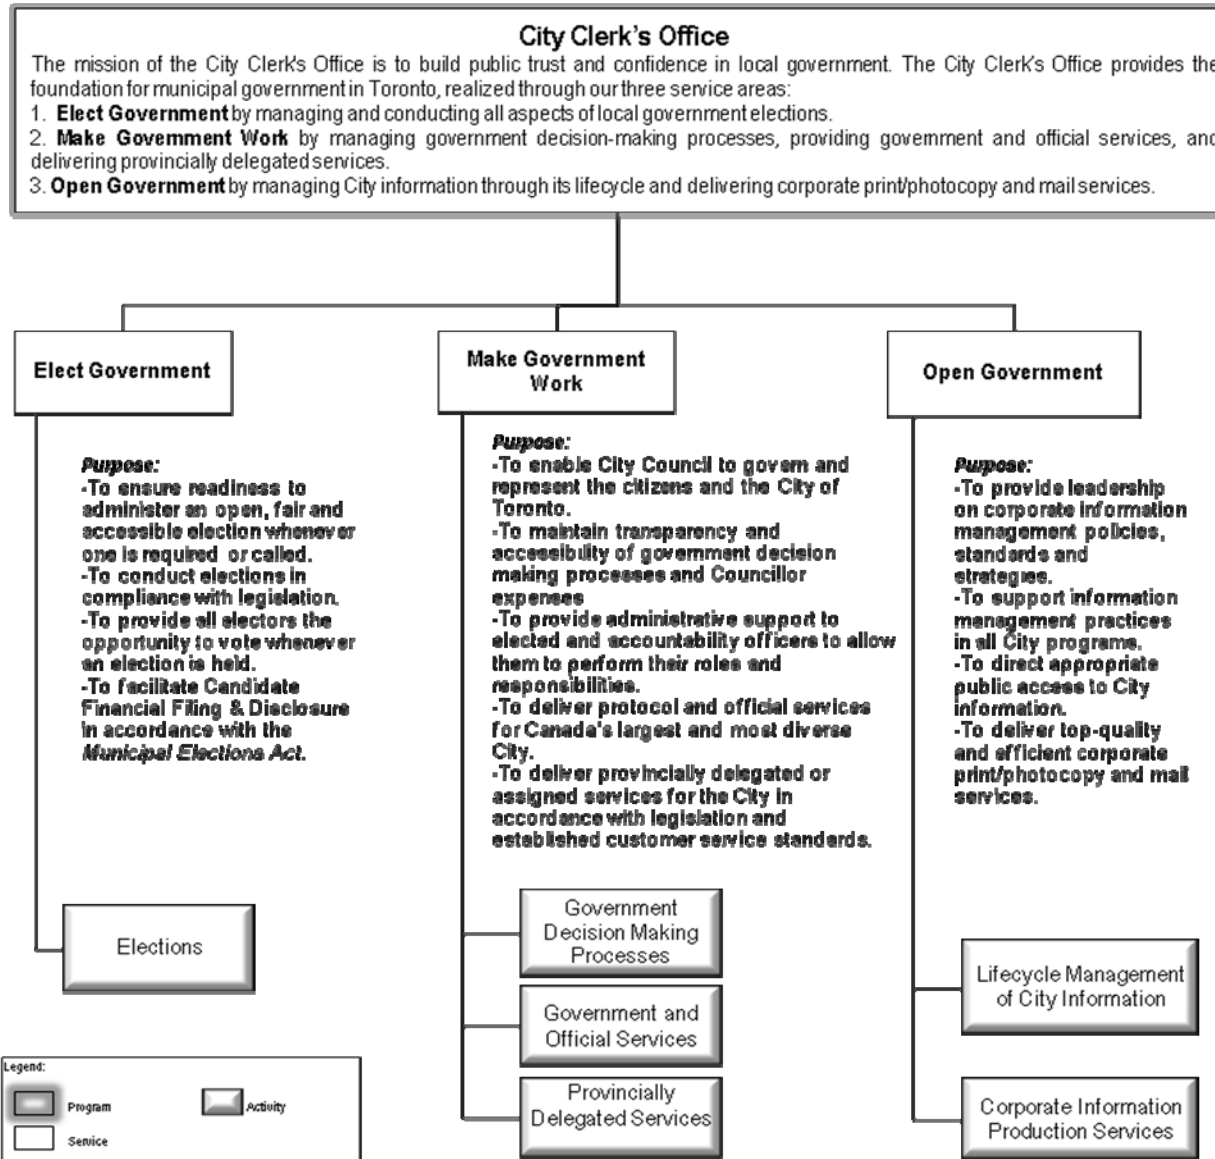 City Clerk's Office
The mission of the City Clerk's Office is to build public trust and confidence in local government. The City Clerk's Office provides the
foundation for municipal government in Toronto, realized through our three service areas:
1. Elect Government by managing and conducting all aspects of local government elections.
2. Make Government Work by managing government decision-making processes, providing government and official services, and
delivering provincially delegated services.
3. Open Government by managing City information through its lifecycle and delivering corporate print/photocopy and mail services.
Elect Government
Purpose:
-To ensure readiness to
administer an open, fair and
accessible election whenever
one is required or called.
-To conduct elections in
compliance with legislation.
-To provide all electors the
opportunity to vote whenever
an election is held.
-To facilitate Candidate
Financial Filing & Disclosure
in accordance with the
Municipal Elections Act.
Elections
Make Government
Work
Purpose:
-To enable City Council to govern and
represent the citizens and the City of
Toronto.
-To maintain transparency and
accessibility of government decision
making processes and Councillor
expenses
-To provide administrative support to
elected and accountability officers to allow
them to perform their roles and
responsibilities.
-To deliver protocol and official services
for Canada's largest and most diverse
City.
-To deliver provincially delegated or
assigned services for the City in
accordance with legislation and
established customer service standards.
Government
Decision Making
Processes
Government and
Official Services
Provincially
Delegated Services
Open Government
Purpose:
-To provide leadership
on corporate information
management policies,
standards and
strategies.
-To support information
management practices
in all City programs.
-To direct appropriate
public access to City
information.
-To deliver top-quality
and efficient corporate
print/photocopy and mail
services.
Lifecycle Management
of City Information
Corporate Information
Production Services
Legend:
Program
Activity
Service